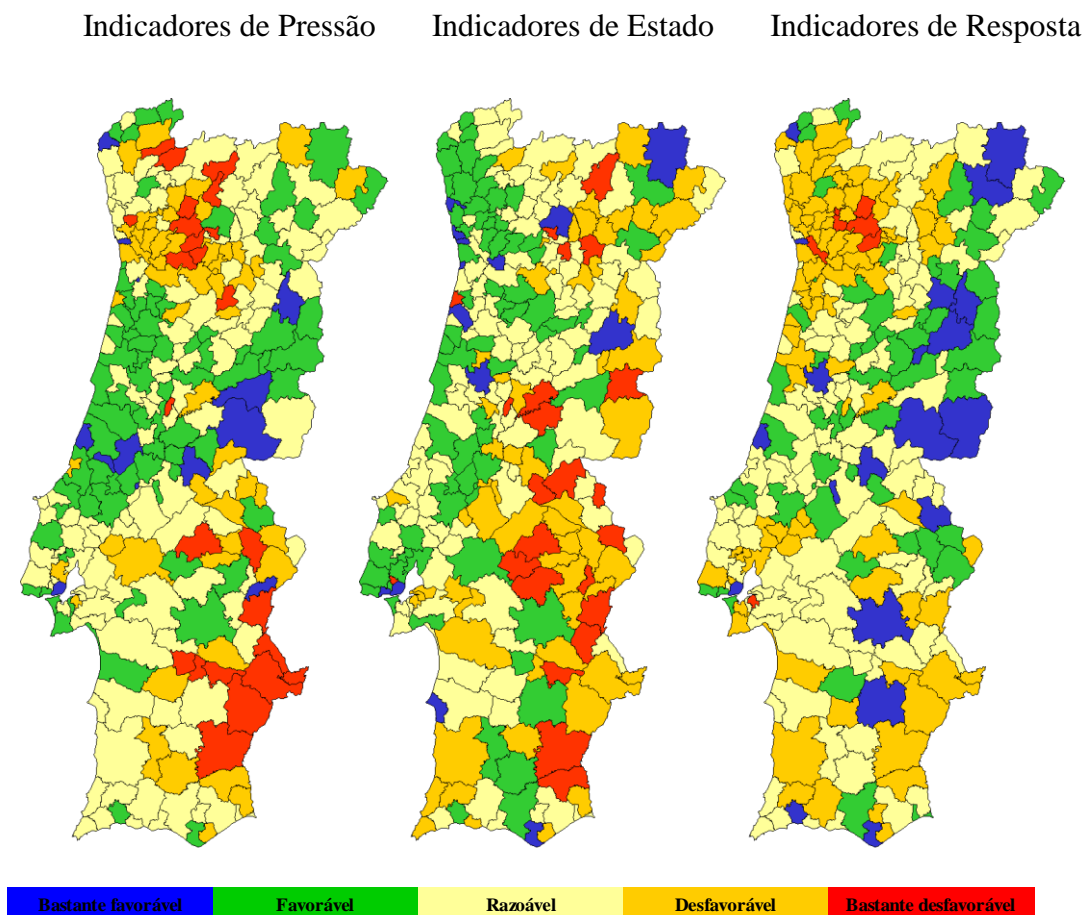 Indicadores de Pressão Indicadores de Estado Indicadores de Resposta
Bastante favorável Favorável Razoável Desfavorável Bastante desfavorável